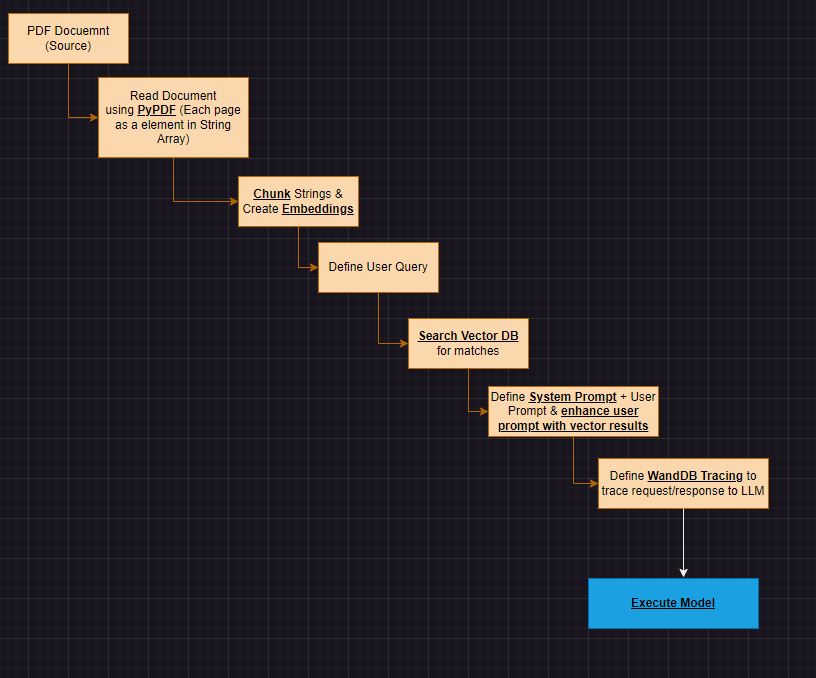 PDF Docuemnt
(Source)
Read Document
using PyPDF (Each page
as a element in String
Array)
Chunk Strings &
Create Embeddings
Define User Query
Search Vector DB
for matches
Define System Prompt + User
Prompt & enhance user
prompt with vector results
Define WandDB Tracing to
trace request/response to LLM
Execute Model